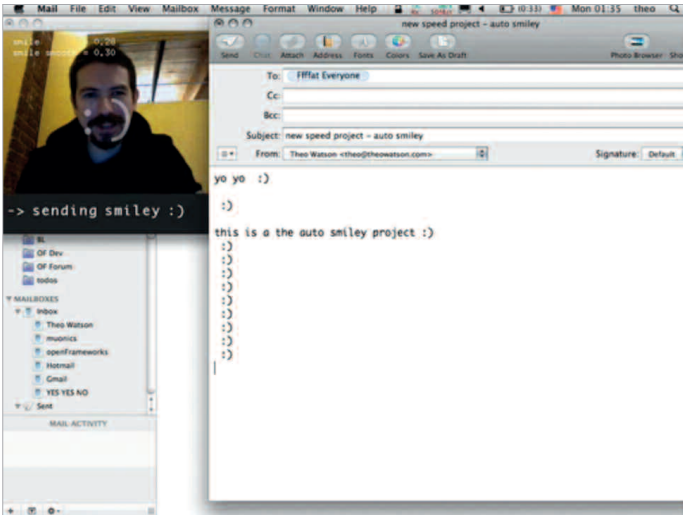 Mail File Edit View Mailbox Message Format Window Help (0:33) Mon 01:35 theo
new speed project - auto smiley
Send Chat Attach Address Fonts Colors Save As Draft Photo Browser
To: Ffffat Everyone
Cc:
Bcc:
Subject: new speed project - auto smiley
From: Theo Watson <theo@theowatson.com> Signature: Default
yo yo :)
:)
this is a the auto smiley project :)
:)
:)
:)
:)
:)
:)
:)
:)
:)
smile
0.30
-> sending smiley :)
BL
OF Dev
OF Forum
todos
MAILBOXES
Inbox
Theo Watson
muonics
openFrameworks
Hotmail
Gmail
YES YES NO
Sent
MAIL ACTIVITY